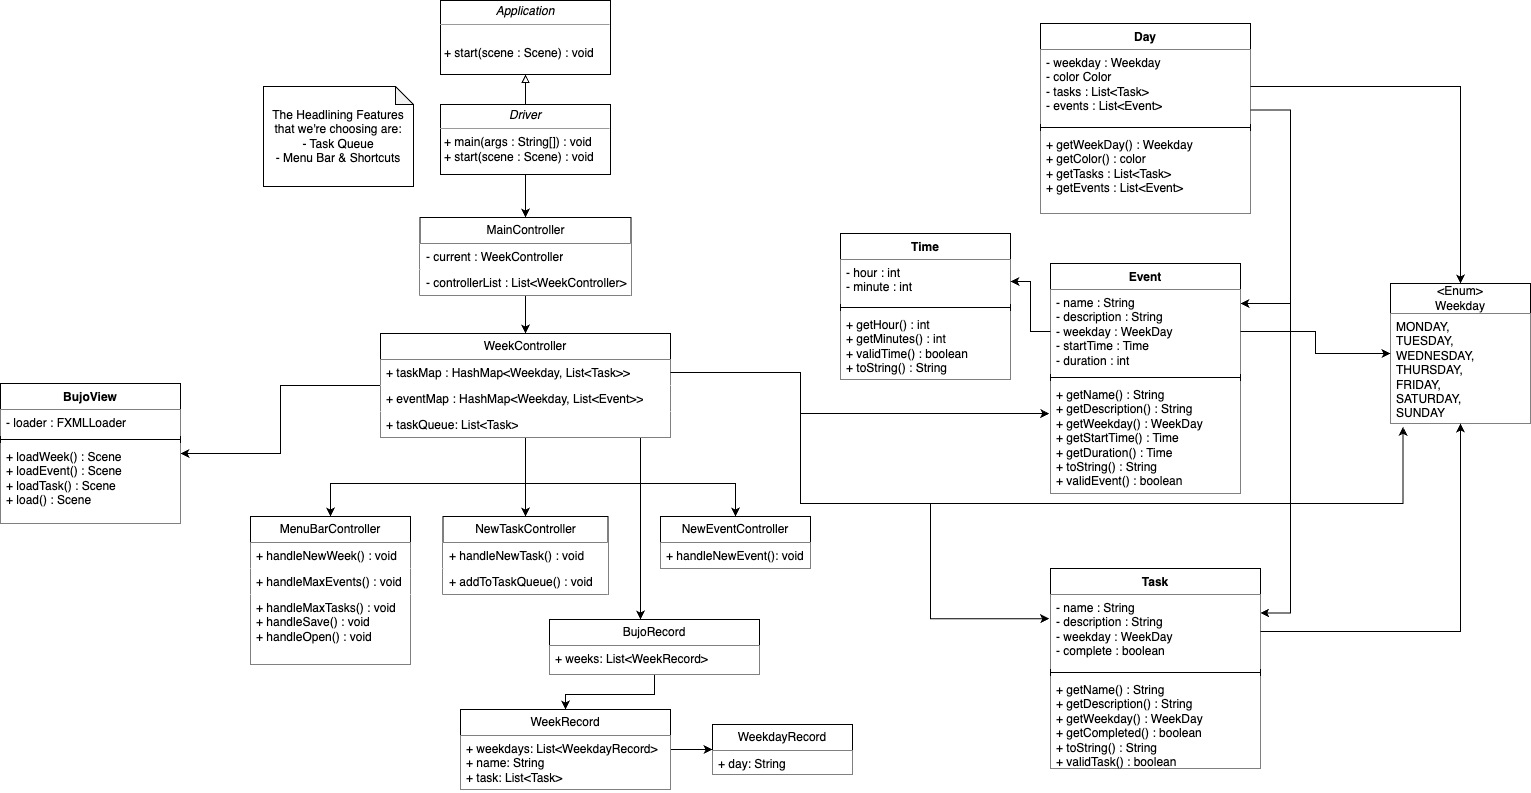 Application
+ start(scene : Scene) : void
The Headlining Features
that we're choosing are:
- Task Queue
- Menu Bar & Shortcuts
Driver
+ main(args : String[]) : void
+ start(scene : Scene) : void
MainController
- current : WeekController
- controllerList : List<WeekController>
WeekController
+ taskMap : HashMap<Weekday, List<Task>>
+ eventMap : HashMap<Weekday, List<Event>>
+ taskQueue: List<Task>
BujoView
- loader : FXMLLoader
+ loadWeek() : Scene
+ loadEvent() : Scene
+ loadTask() : Scene
+ load() : Scene
MenuBarController
+ handleNewWeek() : void
+ handleMaxEvents() : void
+ handleMaxTasks() : void
+ handleSave() : void
+ handleOpen() : void
NewTaskController
+ handleNewTask() : void
+ addToTaskQueue() : void
NewEventController
+ handleNewEvent(): void
BujoRecord
+ weeks: List<WeekRecord>
WeekRecord
+ weekdays: List<WeekdayRecord>
+ name: String
+ task: List<Task>
WeekdayRecord
+ day: String
Day
- weekday : Weekday
- color Color
- tasks : List<Task>
- events : List<Event>
+ getWeekDay() : Weekday
+ getColor() : color
+ getTasks : List<Task>
+ getEvents : List<Event>
Time
- hour : int
- minute : int
+ getHour() : int
+ getMinutes() : int
+ validTime() : boolean
+ toString() : String
Event
- name : String
- description : String
- weekday : WeekDay
- startTime : Time
- duration : int
+ getName() : String
+ getDescription() : String
+ getWeekday() : WeekDay
+ getStartTime() : Time
+ getDuration() : Time
+ toString() : String
+ validEvent() : boolean
<Enum>
Weekday
MONDAY,
TUESDAY,
WEDNESDAY,
THURSDAY,
FRIDAY,
SATURDAY,
SUNDAY
Task
- name : String
- description : String
- weekday : WeekDay
- complete : boolean
+ getName() : String
+ getDescription() : String
+ getWeekday() : WeekDay
+ getCompleted() : boolean
+ toString() : String
+ validTask() : boolean